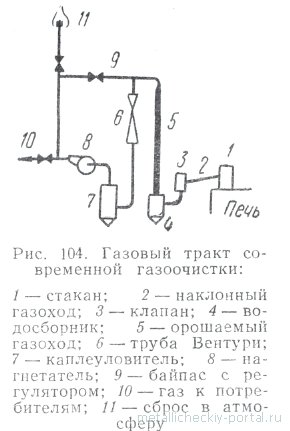 11
9
10
8
6
5
3
2
1
7
4
Печь
Рис. 104. Газовый тракт со-
временной газоочистки:
1 — стакан; 2 — наклонный
газоход; 3 — клапан; 4 — во-
досборник; 5 — орошаемый
газоход; 6 — труба Вентури;
7 — каплеуловитель; 8 — на-
гнетатель; 9 — байпас с ре-
гулятором; 10 — газ к потре-
бителям; 11 — сброс в атмо-
сферу
metallicheckiy-portal.ru